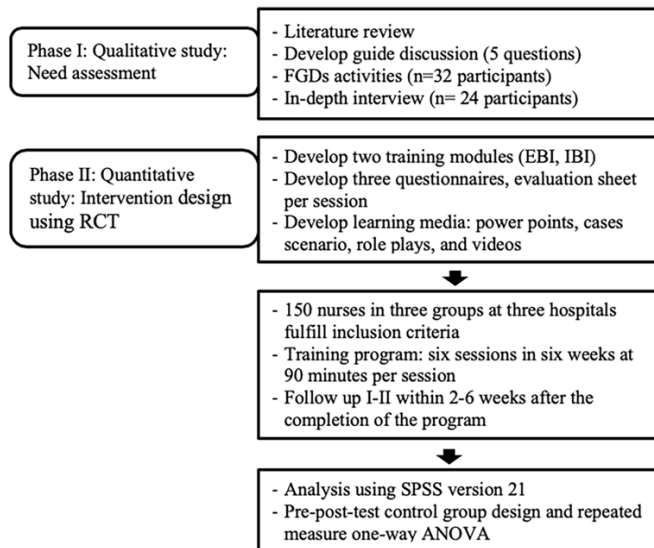 Phase I: Qualitative study:
Need assessment
- Literature review
- Develop guide discussion (5 questions)
- FGDs activities (n=32 participants)
- In-depth interview (n= 24 participants)
Phase II: Quantitative
study: Intervention design
using RCT
- Develop two training modules (EBI, IBI)
- Develop three questionnaires, evaluation sheet
per session
- Develop learning media: power points, cases
scenario, role plays, and videos
- 150 nurses in three groups at three hospitals
fulfill inclusion criteria
- Training program: six sessions in six weeks at
90 minutes per session
- Follow up I-II within 2-6 weeks after the
completion of the program
- Analysis using SPSS version 21
- Pre-post-test control group design and repeated
measure one-way ANOVA